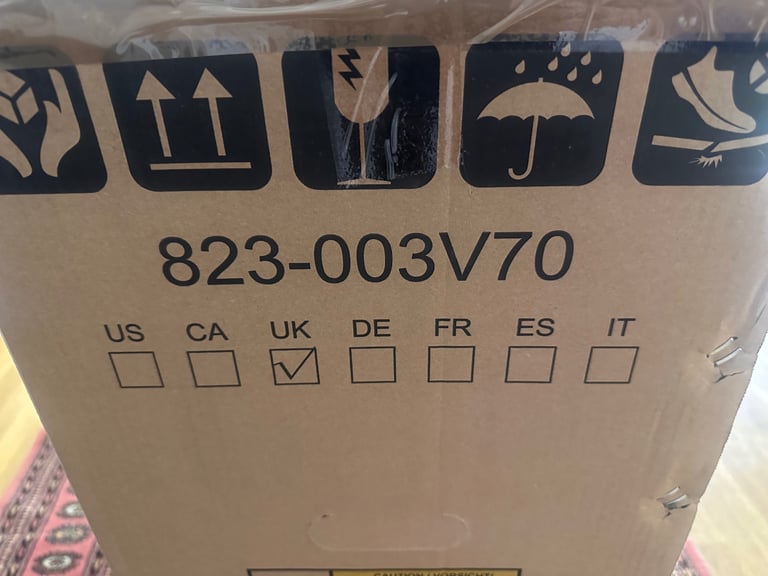 823-003V70
US CA UK DE FR ES IT
CAUTION / VORSICHT: